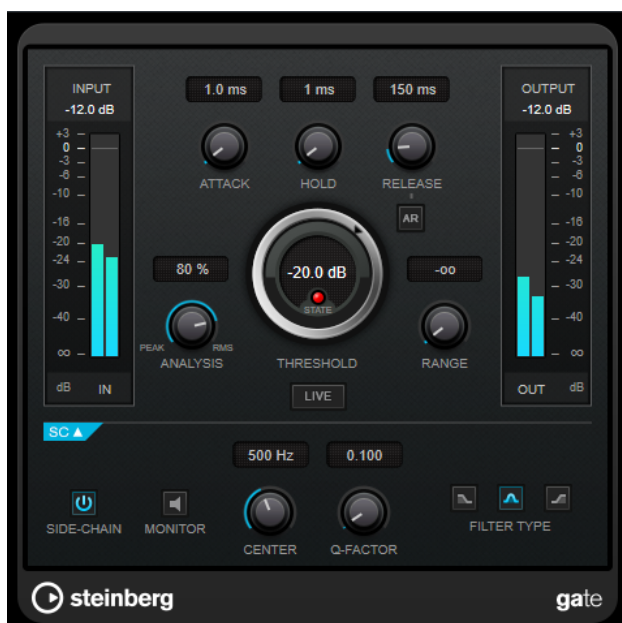 INPUT
-12.0 dB
+3
0
-3
-6
-10
-16
-20
-24
-30
-40
∞
dB IN
1.0 ms
1 ms
150 ms
ATTACK
HOLD
RELEASE
AR
80 %
-20.0 dB
-oo
STATE
PEAK
RMS
ANALYSIS
THRESHOLD
RANGE
LIVE
OUTPUT
-12.0 dB
+3
0
-3
-6
-10
-16
-20
-24
-30
-40
∞
OUT dB
SC
500 Hz
0.100
SIDE-CHAIN
MONITOR
CENTER
Q-FACTOR
FILTER TYPE
steinberg
gate